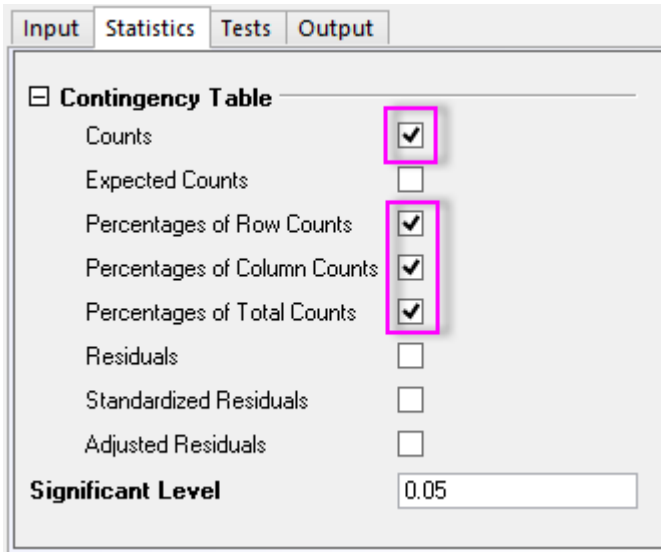 Input Statistics Tests Output
Contingency Table
Counts
Expected Counts
Percentages of Row Counts
Percentages of Column Counts
Percentages of Total Counts
Residuals
Standardized Residuals
Adjusted Residuals
Significant Level 0.05